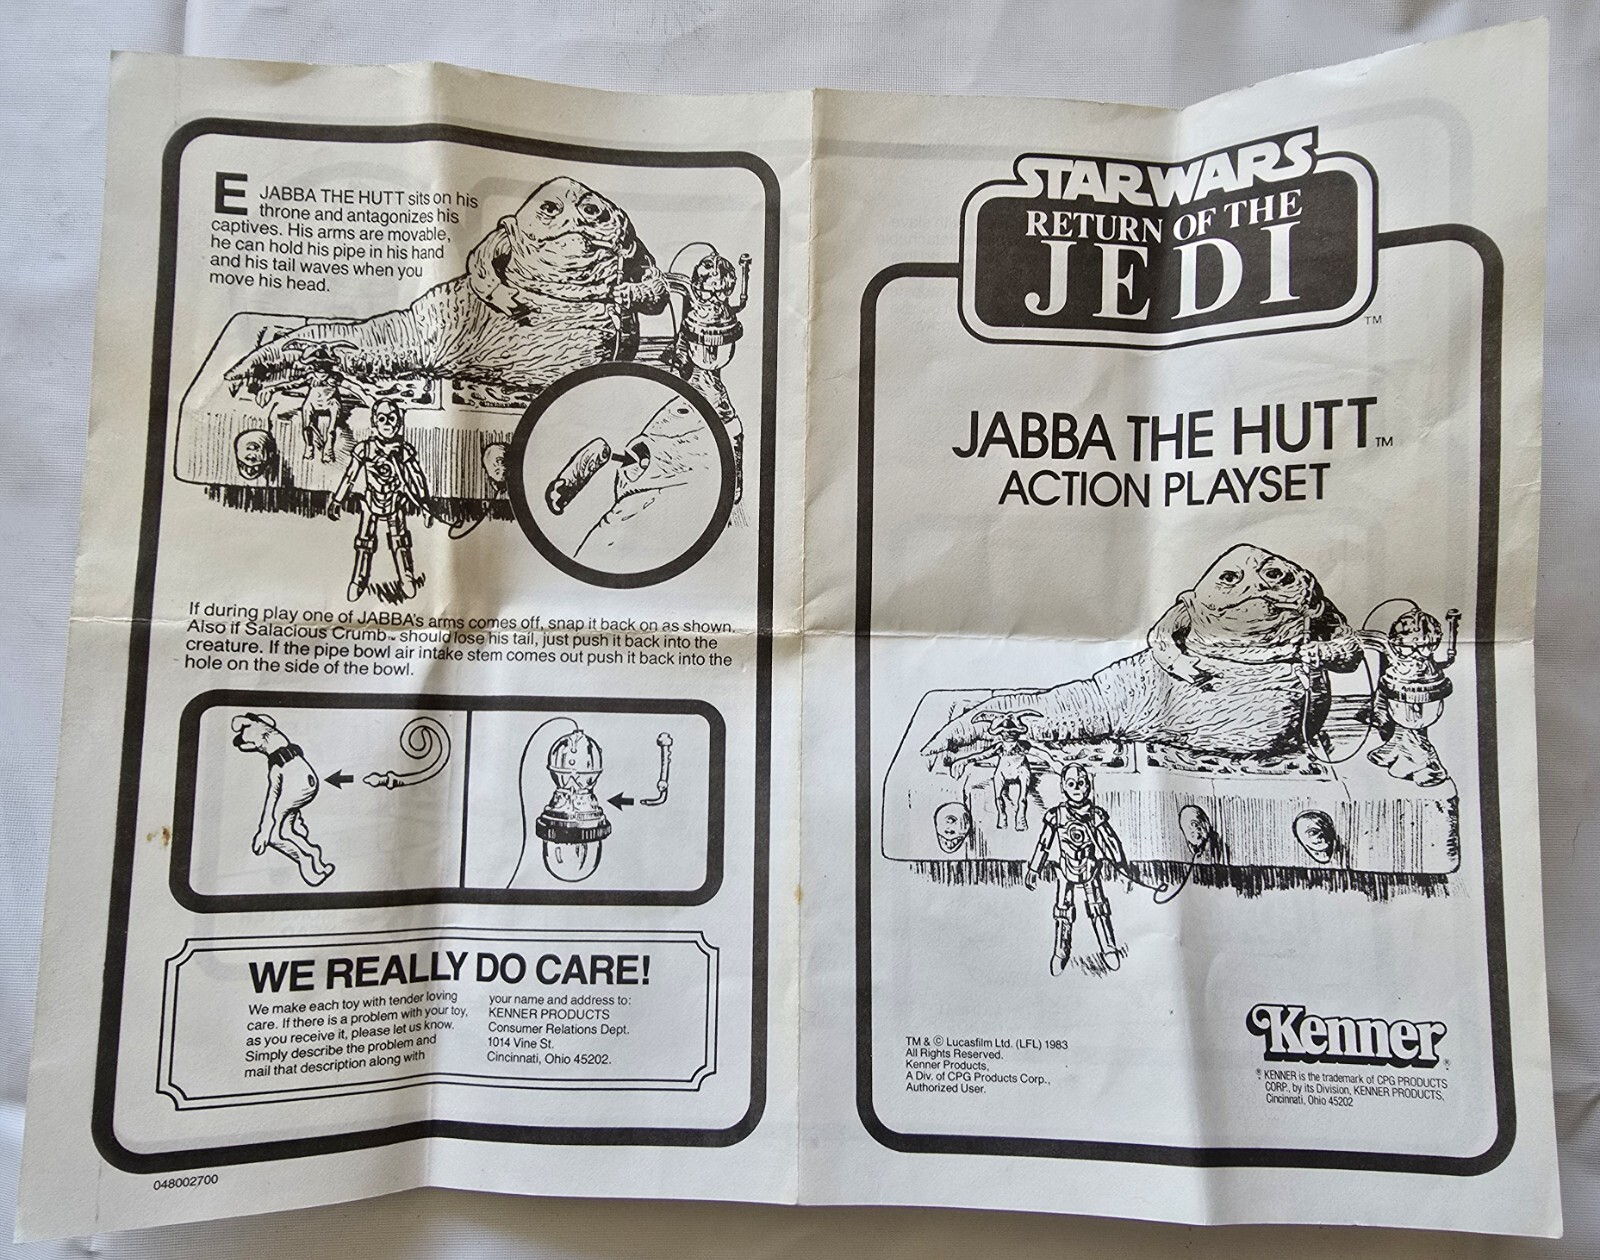 E JABBA THE HUTT sits on his
throne and antagonizes his
captives. His arms are movable,
he can hold his pipe in his hand
and his tail waves when you
move his head.
If during play one of JABBA's arms comes off, snap it back on as shown.
Also if Salacious Crumb™ should lose his tail, just push it back into the
creature. If the pipe bowl air intake stem comes out push it back into the
hole on the side of the bowl.
WE REALLY DO CARE!
We make each toy with tender loving
care. If there is a problem with your toy,
as you receive it, please let us know.
Simply describe the problem and
mail that description along with
your name and address to:
KENNER PRODUCTS
Consumer Relations Dept.
1014 Vine St.
Cincinnati, Ohio 45202.
048002700
STAR WARS
RETURN OF THE
JEDI
TM
JABBA THE HUTT™
ACTION PLAYSET
TM & © Lucasfilm Ltd. (LFL) 1983
All Rights Reserved.
Kenner Products,
A Div. of CPG Products Corp.,
Authorized User.
Kenner®
® KENNER is the trademark of CPG PRODUCTS
CORP., by its Division, KENNER PRODUCTS,
Cincinnati, Ohio 45202